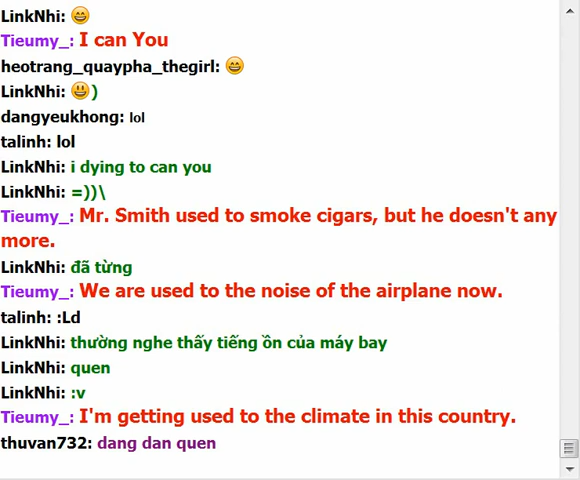 LinkNhi: 😄
Tieumy_: I can You
heotrang_quaypha_thegirl: 😄
LinkNhi: 😃)
dangyeukhong: lol
talinh: lol
LinkNhi: i dying to can you
LinkNhi: =))\
Tieumy_: Mr. Smith used to smoke cigars, but he doesn't any
more.
LinkNhi: đã từng
Tieumy_: We are used to the noise of the airplane now.
talinh: :Ld
LinkNhi: thường nghe thấy tiếng ồn của máy bay
LinkNhi: quen
LinkNhi: :v
Tieumy_: I'm getting used to the climate in this country.
thuvan732: dang dan quen